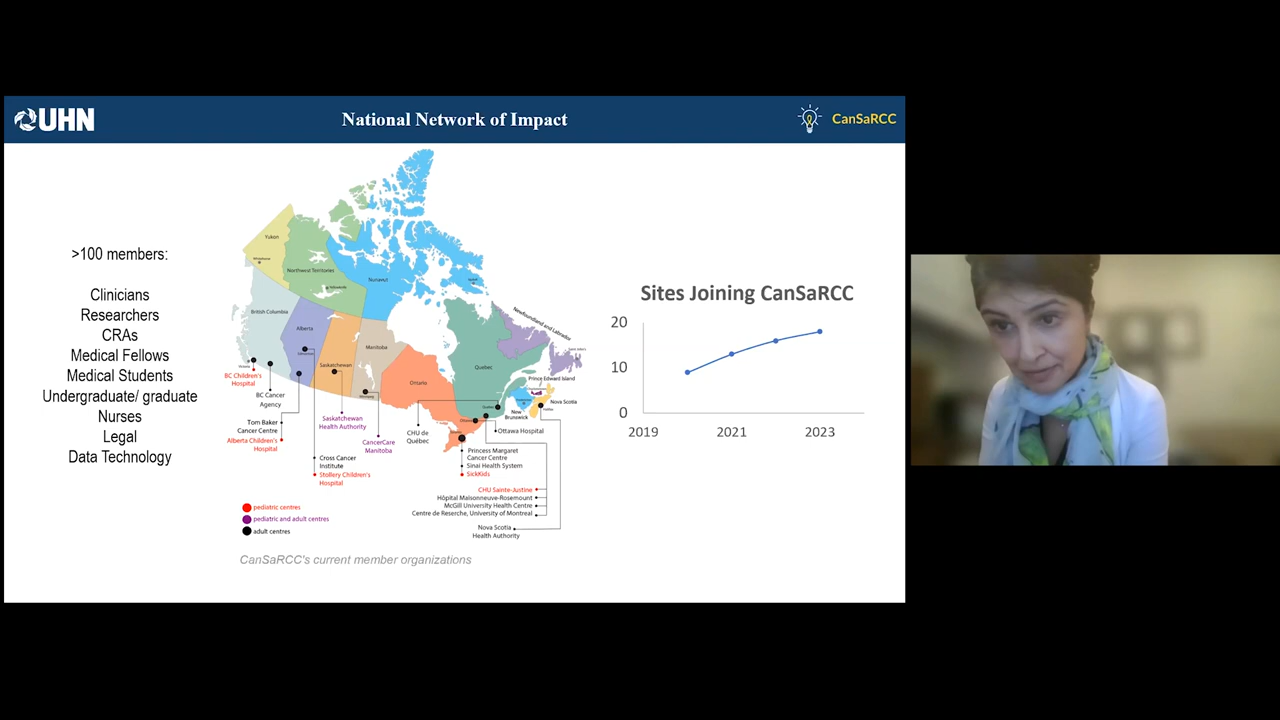 UHN
National Network of Impact
CanSaRCC
>100 members:
Clinicians
Researchers
CRAs
Medical Fellows
Medical Students
Undergraduate/ graduate
Nurses
Legal
Data Technology
Yukon
Northwest Territories
Nunavut
British Columbia
Alberta
Saskatchewan
Manitoba
Ontario
Quebec
Newfoundland and Labrador
Prince Edward Island
New
Brunswick
Nova Scotia
BC Children's
Hospital
BC Cancer
Agency
Tom Baker
Cancer Centre
Alberta Children's
Hospital
Cross Cancer
Institute
Stollery Children's
Hospital
Saskatchewan
Health Authority
CancerCare
Manitoba
CHU de
Québec
Ottawa Hospital
Princess Margaret
Cancer Centre
Sinai Health System
SickKids
CHU Sainte-Justine
Hôpital Maisonneuve-Rosemount
McGill University Health Centre
Centre de Reserche, University of Montreal
Nova Scotia
Health Authority
pediatric centres
pediatric and adult centres
adult centres
CanSaRCC's current member organizations
Sites Joining CanSaRCC
20
10
0
2019
2021
2023